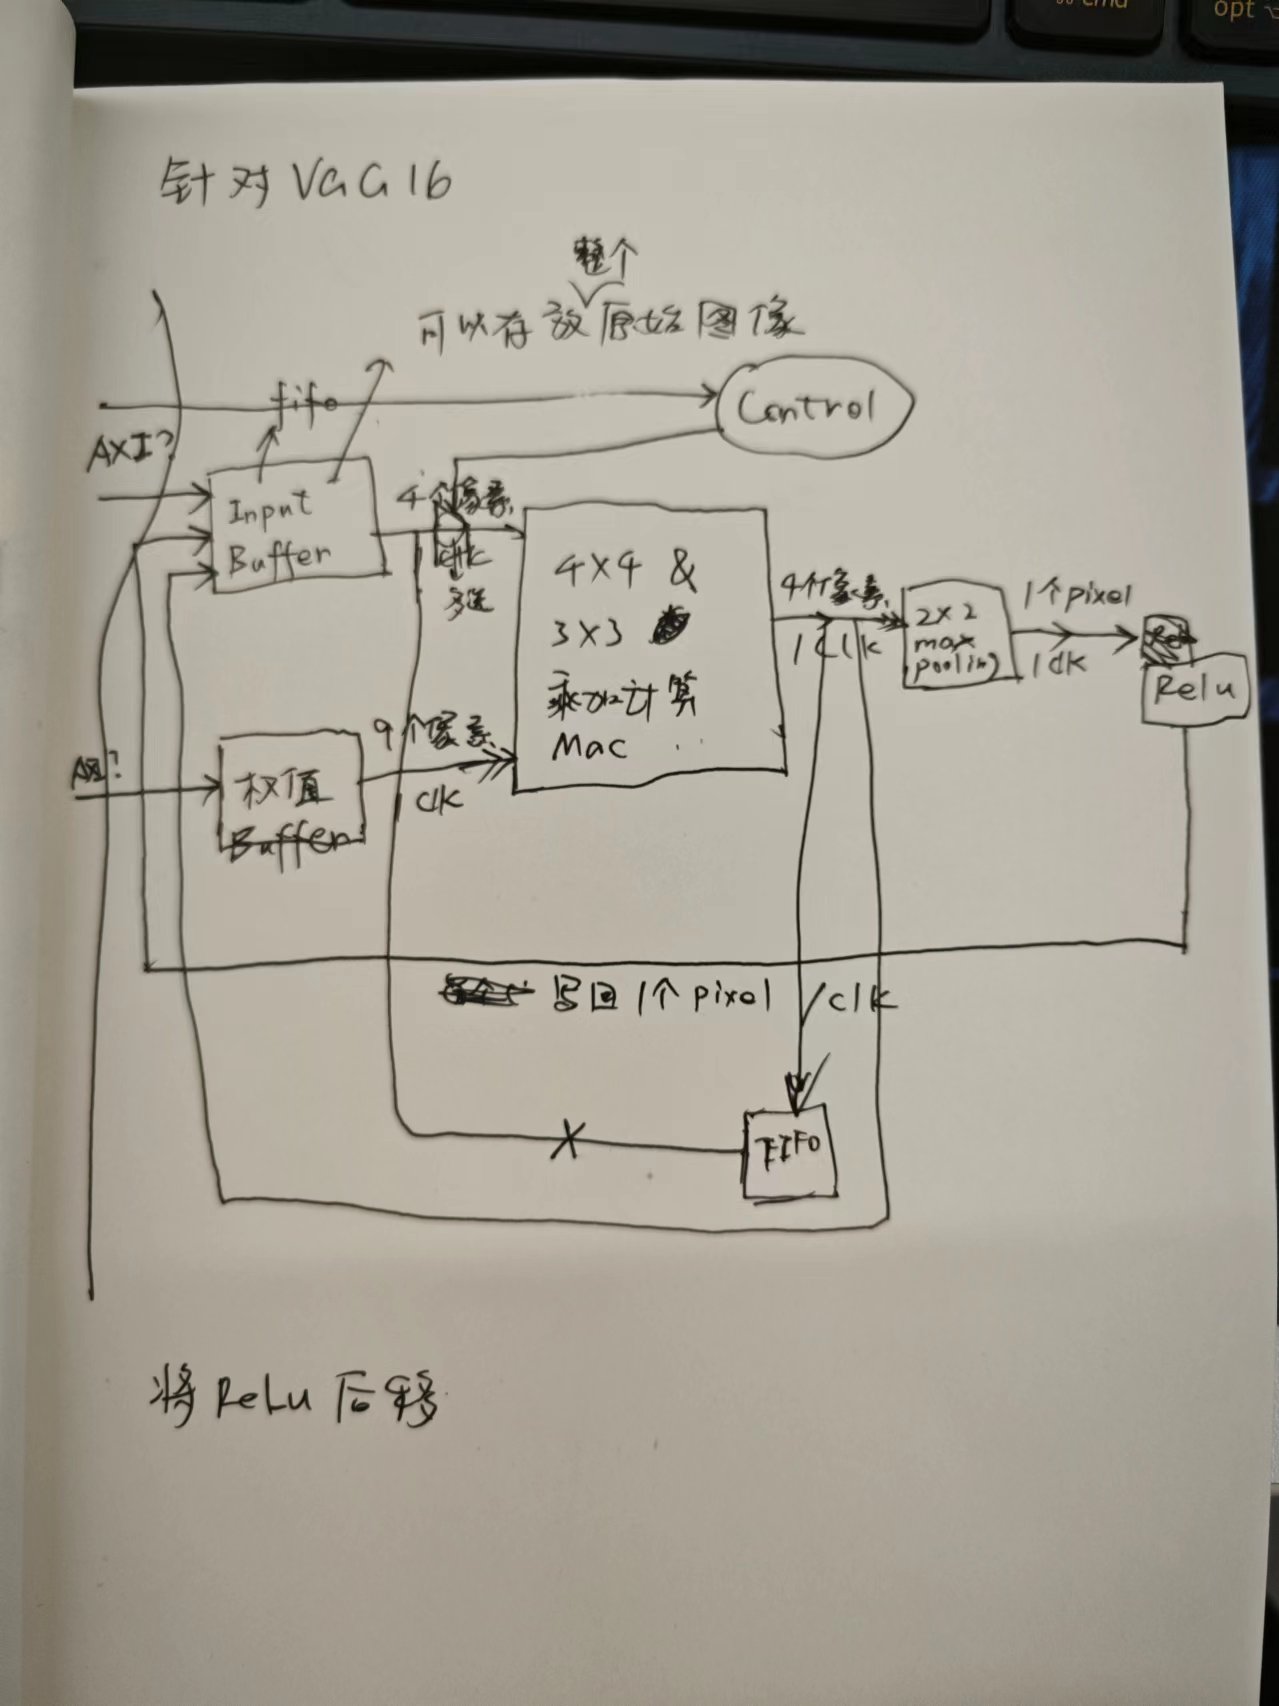 cmd
opt
针对 VGG16
整个
可以存放原始图像
fifo
Control
AXI?
Input
Buffer
4个像素
clk
多选
4×4 &
3×3
乘加计算
Mac
4个像素
1clk
2×2
max
pooling
1个pixel
1clk
Relu
AXI?
权值
Buffer
9个像素
1clk
写回1个pixel
1clk
FIFO
将ReLu后移